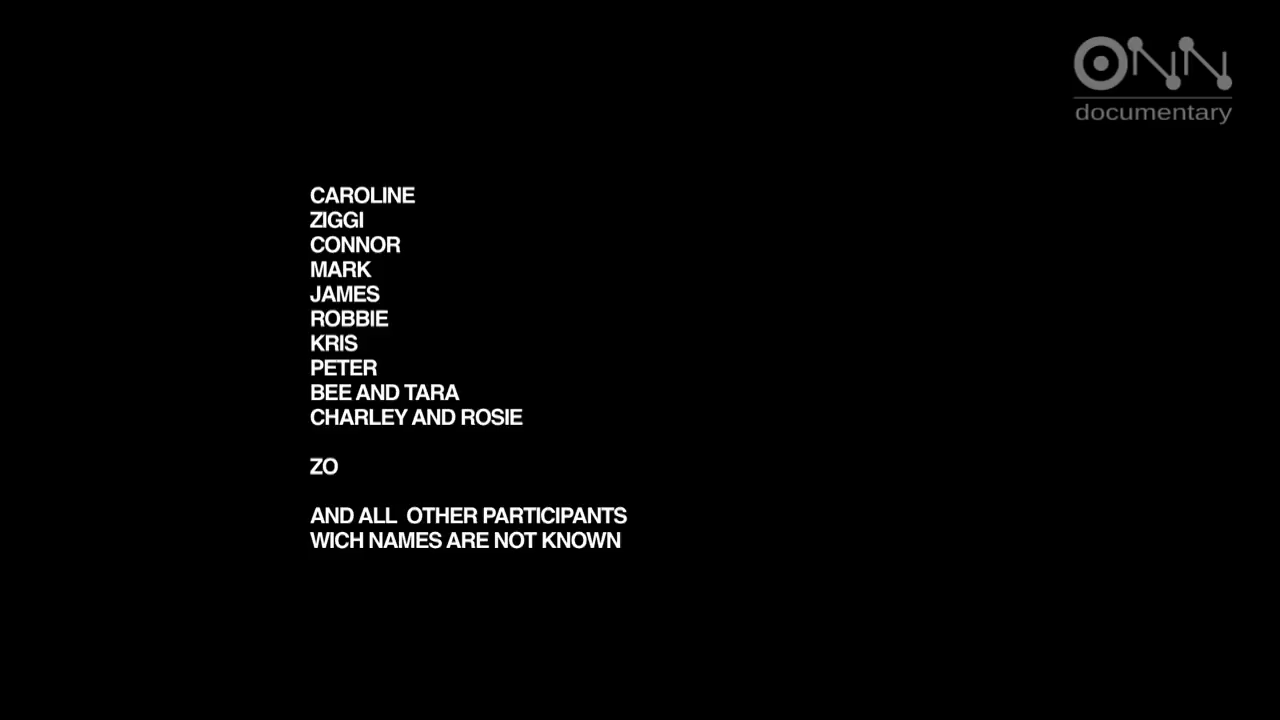 ONN
documentary
CAROLINE
ZIGGI
CONNOR
MARK
JAMES
ROBBIE
KRIS
PETER
BEE AND TARA
CHARLEY AND ROSIE
ZO
AND ALL  OTHER PARTICIPANTS
WICH NAMES ARE NOT KNOWN